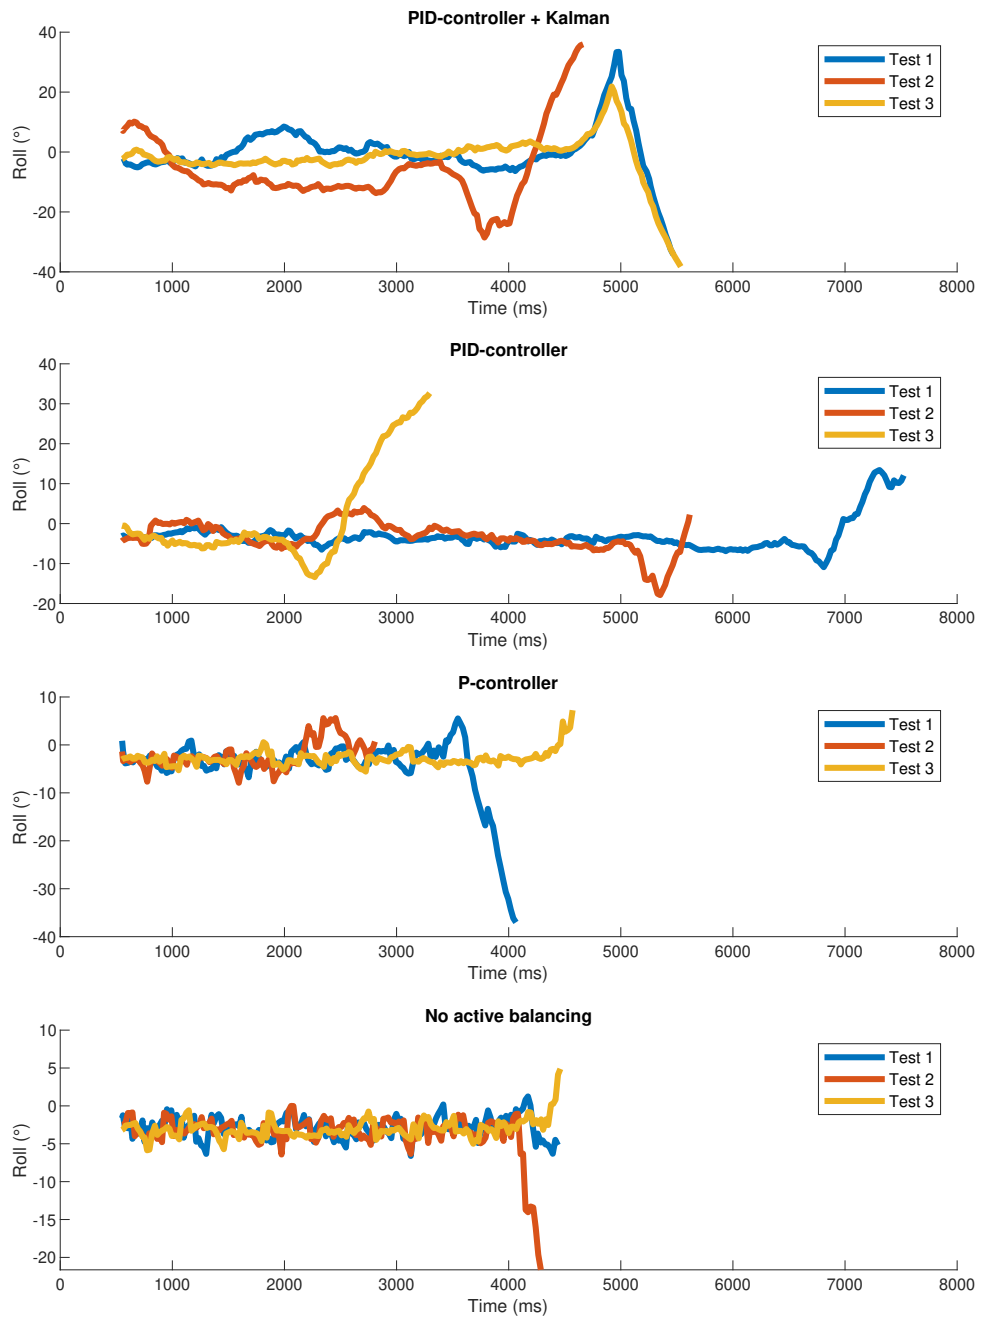 PID-controller + Kalman
40
20
0
-20
-40
Roll (°)
Test 1
Test 2
Test 3
0 1000 2000 3000 4000 5000 6000 7000 8000
Time (ms)
PID-controller
40
30
20
10
0
-10
-20
Roll (°)
Test 1
Test 2
Test 3
0 1000 2000 3000 4000 5000 6000 7000 8000
Time (ms)
P-controller
10
0
-10
-20
-30
-40
Roll (°)
Test 1
Test 2
Test 3
0 1000 2000 3000 4000 5000 6000 7000 8000
Time (ms)
No active balancing
10
5
0
-5
-10
-15
-20
Roll (°)
Test 1
Test 2
Test 3
0 1000 2000 3000 4000 5000 6000 7000 8000
Time (ms)